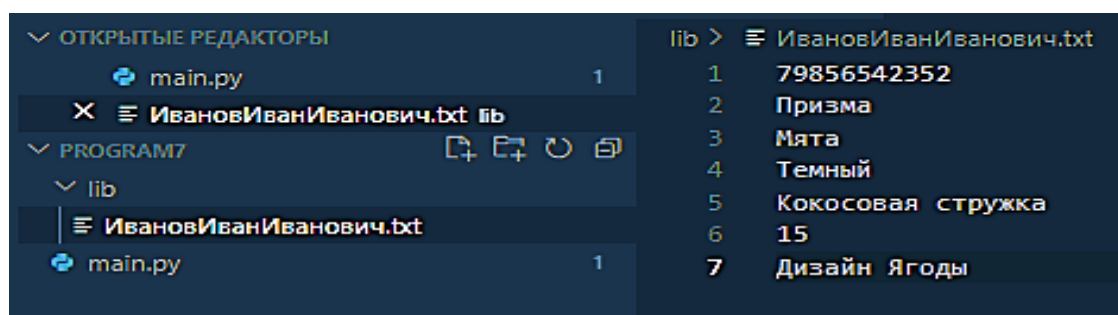 ОТКРЫТЫЕ РЕДАКТОРЫ
main.py 1
ИвановИванИванович.txt lib
PROGRAM7
lib
ИвановИванИванович.txt
main.py 1
lib > ИвановИванИванович.txt
1 79856542352
2 Призма
3 Мята
4 Темный
5 Кокосовая стружка
6 15
7 Дизайн Ягоды